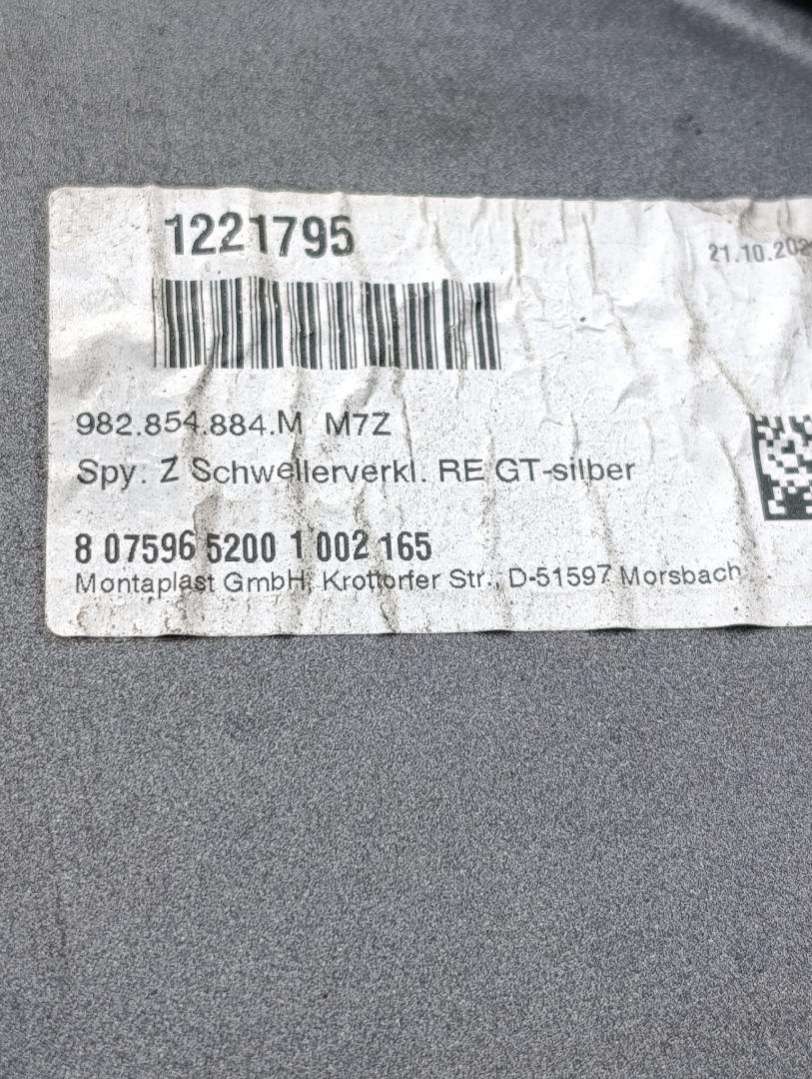 1221795
21.10.202
982.854.884.M M7Z
Spy. Z Schwellerverkl. RE GT-silber
8 07596 5200 1 002 165
Montaplast GmbH, Krottorfer Str., D-51597 Morsbach